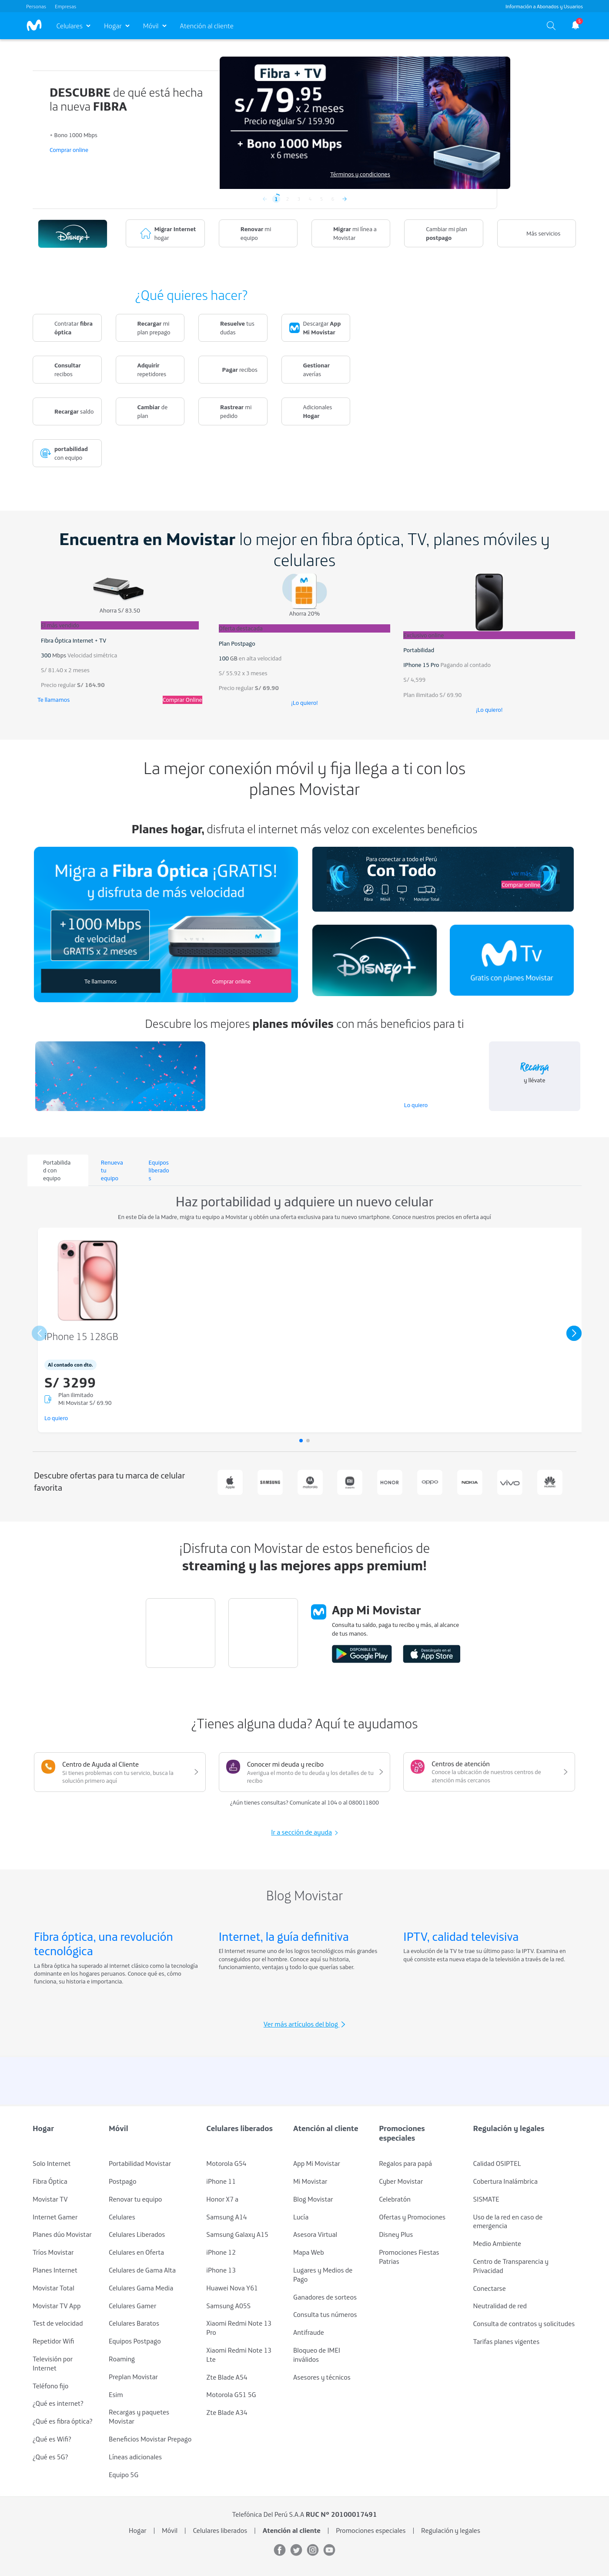 Personas Empresas Información a Abonados y Usuarios
Celulares Hogar Móvil Atención al cliente
DESCUBRE de qué está hecha
la nueva FIBRA
+ Bono 1000 Mbps
Comprar online
Fibra + TV
S/ 79.95 x 2 meses
Precio regular S/ 159.90
+ Bono 1000 Mbps
x 6 meses
Términos y condiciones
1
Disney+
Migrar Internet
hogar
Renovar mi
equipo
Migrar mi línea a
Movistar
Cambiar mi plan
postpago
Más servicios
¿Qué quieres hacer?
Contratar fibra
óptica
Recargar mi
plan prepago
Resuelve tus
dudas
Descargar App
Mi Movistar
Consultar
recibos
Adquirir
repetidores
Pagar recibos
Gestionar
averías
Recargar saldo
Cambiar de
plan
Rastrear mi
pedido
Adicionales
Hogar
portabilidad
con equipo
Encuentra en Movistar lo mejor en fibra óptica, TV, planes móviles y
celulares
Ahorra S/ 83.50
Fibra Óptica Internet + TV
300 Mbps Velocidad simétrica
S/ 81.40 x 2 meses
Precio regular S/ 164.90
Te llamamos
Comprar Online
Ahorra 20%
Plan Postpago
100 GB en alta velocidad
S/ 55.92 x 3 meses
Precio regular S/ 69.90
¡Lo quiero!
Portabilidad
iPhone 15 Pro Pagando al contado
S/ 4,599
Plan ilimitado S/ 69.90
¡Lo quiero!
La mejor conexión móvil y fija llega a ti con los
planes Movistar
Planes hogar, disfruta el internet más veloz con excelentes beneficios
Migra a Fibra Óptica ¡GRATIS!
y disfruta más velocidad
+1000 Mbps
de velocidad
GRATIS x 2 meses
Te llamamos
Comprar online
Para conectar a todo el Perú
Con Todo
Fibra Móvil TV Movistar Total
ver más
Comprar online
Disney+
Tv
Gratis con planes Movistar
Descubre los mejores planes móviles con más beneficios para ti
Lo quiero
Recarga
y llévate
Portabilida
d con
equipo
Renueva
tu
equipo
Equipos
liberado
s
Haz portabilidad y adquiere un nuevo celular
En este Día de la Madre, migra tu equipo a Movistar y obtén una oferta exclusiva para tu nuevo smartphone. Conoce nuestros precios en oferta aquí
iPhone 15 128GB
Al contado con dto.
S/ 3299
Plan ilimitado
Mi Movistar S/ 69.90
Lo quiero
Descubre ofertas para tu marca de celular
favorita
Apple SAMSUNG motorola HONOR oppo NOKIA vivo HUAWEI
¡Disfruta con Movistar de estos beneficios de
streaming y las mejores apps premium!
App Mi Movistar
Consulta tu saldo, paga tu recibo y más, al alcance
de tus manos.
DISPONIBLE EN
Google Play
Descárgalo en el
App Store
¿Tienes alguna duda? Aquí te ayudamos
Centro de Ayuda al Cliente
Si tienes problemas con tu servicio, busca la
solución primero aquí
Conocer mi deuda y recibo
Averigua el monto de tu deuda y los detalles de tu
recibo
Centros de atención
Conoce la ubicación de nuestros centros de
atención más cercanos
¿Aún tienes consultas? Comunícate al 104 o al 080011800
Ir a sección de ayuda
Blog Movistar
Fibra óptica, una revolución
tecnológica
La fibra óptica ha superado al internet clásico como la tecnología
dominante en los hogares peruanos. Conoce qué es, cómo
funciona, su historia e importancia.
Internet, la guía definitiva
El Internet resume uno de los logros tecnológicos más grandes
conseguidos por el hombre. Conoce aquí su historia,
funcionamiento, ventajas y todo lo que querías saber.
IPTV, calidad televisiva
La evolución de la TV te trae su último paso: la IPTV. Examina en
qué consiste esta nueva etapa de la televisión a través de la red.
Ver más artículos del blog
Hogar
Solo Internet
Fibra Óptica
Movistar TV
Internet Gamer
Planes dúo Movistar
Tríos Movistar
Planes Internet
Movistar Total
Movistar TV App
Test de velocidad
Repetidor Wifi
Televisión por
Internet
Teléfono fijo
¿Qué es internet?
¿Qué es fibra óptica?
¿Qué es Wifi?
¿Qué es 5G?
Móvil
Portabilidad Movistar
Postpago
Renovar tu equipo
Celulares
Celulares Liberados
Celulares en Oferta
Celulares de Gama Alta
Celulares Gama Media
Celulares Gamer
Celulares Baratos
Equipos Postpago
Roaming
Preplan Movistar
Esim
Recargas y paquetes
Movistar
Beneficios Movistar Prepago
Líneas adicionales
Equipo 5G
Celulares liberados
Motorola G54
iPhone 11
Honor X7 a
Samsung A14
Samsung Galaxy A15
iPhone 12
iPhone 13
Huawei Nova Y61
Samsung A05S
Xiaomi Redmi Note 13
Pro
Xiaomi Redmi Note 13
Lte
Zte Blade A54
Motorola G51 5G
Zte Blade A34
Atención al cliente
App Mi Movistar
Mi Movistar
Blog Movistar
Lucía
Asesora Virtual
Mapa Web
Lugares y Medios de
Pago
Ganadores de sorteos
Consulta tus números
Antifraude
Bloqueo de IMEI
inválidos
Asesores y técnicos
Promociones
especiales
Regalos para papá
Cyber Movistar
Celebratón
Ofertas y Promociones
Disney Plus
Promociones Fiestas
Patrias
Regulación y legales
Calidad OSIPTEL
Cobertura Inalámbrica
SISMATE
Uso de la red en caso de
emergencia
Medio Ambiente
Centro de Transparencia y
Privacidad
Conectarse
Neutralidad de red
Consulta de contratos y solicitudes
Tarifas planes vigentes
Telefónica Del Perú S.A.A RUC Nº 20100017491
Hogar | Móvil | Celulares liberados | Atención al cliente | Promociones especiales | Regulación y legales